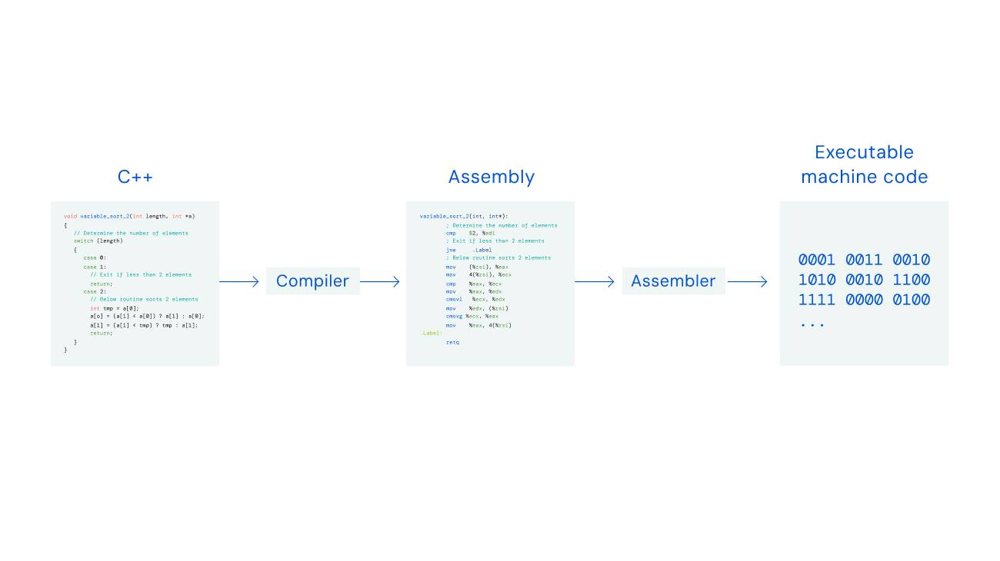 C++
void variable_sort_2(int length, int *a)
{
// Determine the number of elements
switch (length)
{
case 0:
case 1:
// Exit if less than 2 elements
return;
case 2:
// Below routine sorts 2 elements
int tmp = a[0];
a[o] = (a[1] < a[0]) ? a[1] : a[0];
a[1] = (a[1] < tmp) ? tmp : a[1];
return;
}
}
Compiler
Assembly
variable_sort_2(int, int*):
; Determine the number of elements
cmp $2, %edi
; Exit if less than 2 elements
jne .Label
; Below routine sorts 2 elements
mov (%rsi), %eax
mov 4(%rsi), %ecx
cmp %eax, %ecx
mov %eax, %edx
cmovl %ecx, %edx
mov %edx, (%rsi)
cmovg %ecx, %eax
mov %eax, 4(%rsi)
.Label:
retq
Assembler
Executable
machine code
0001 0011 0010
1010 0010 1100
1111 0000 0100
...